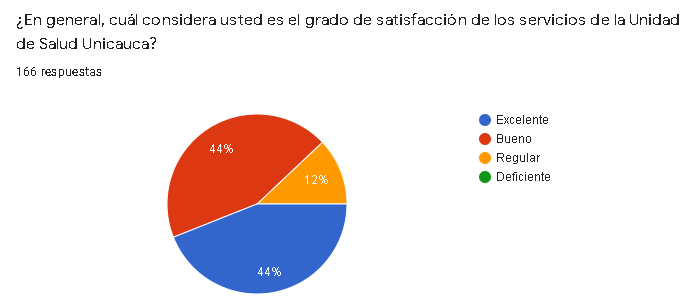 ¿En general, cuál considera usted es el grado de satisfacción de los servicios de la Unidad
de Salud Unicauca?
166 respuestas
Excelente
Bueno
Regular
Deficiente
44%
12%
44%